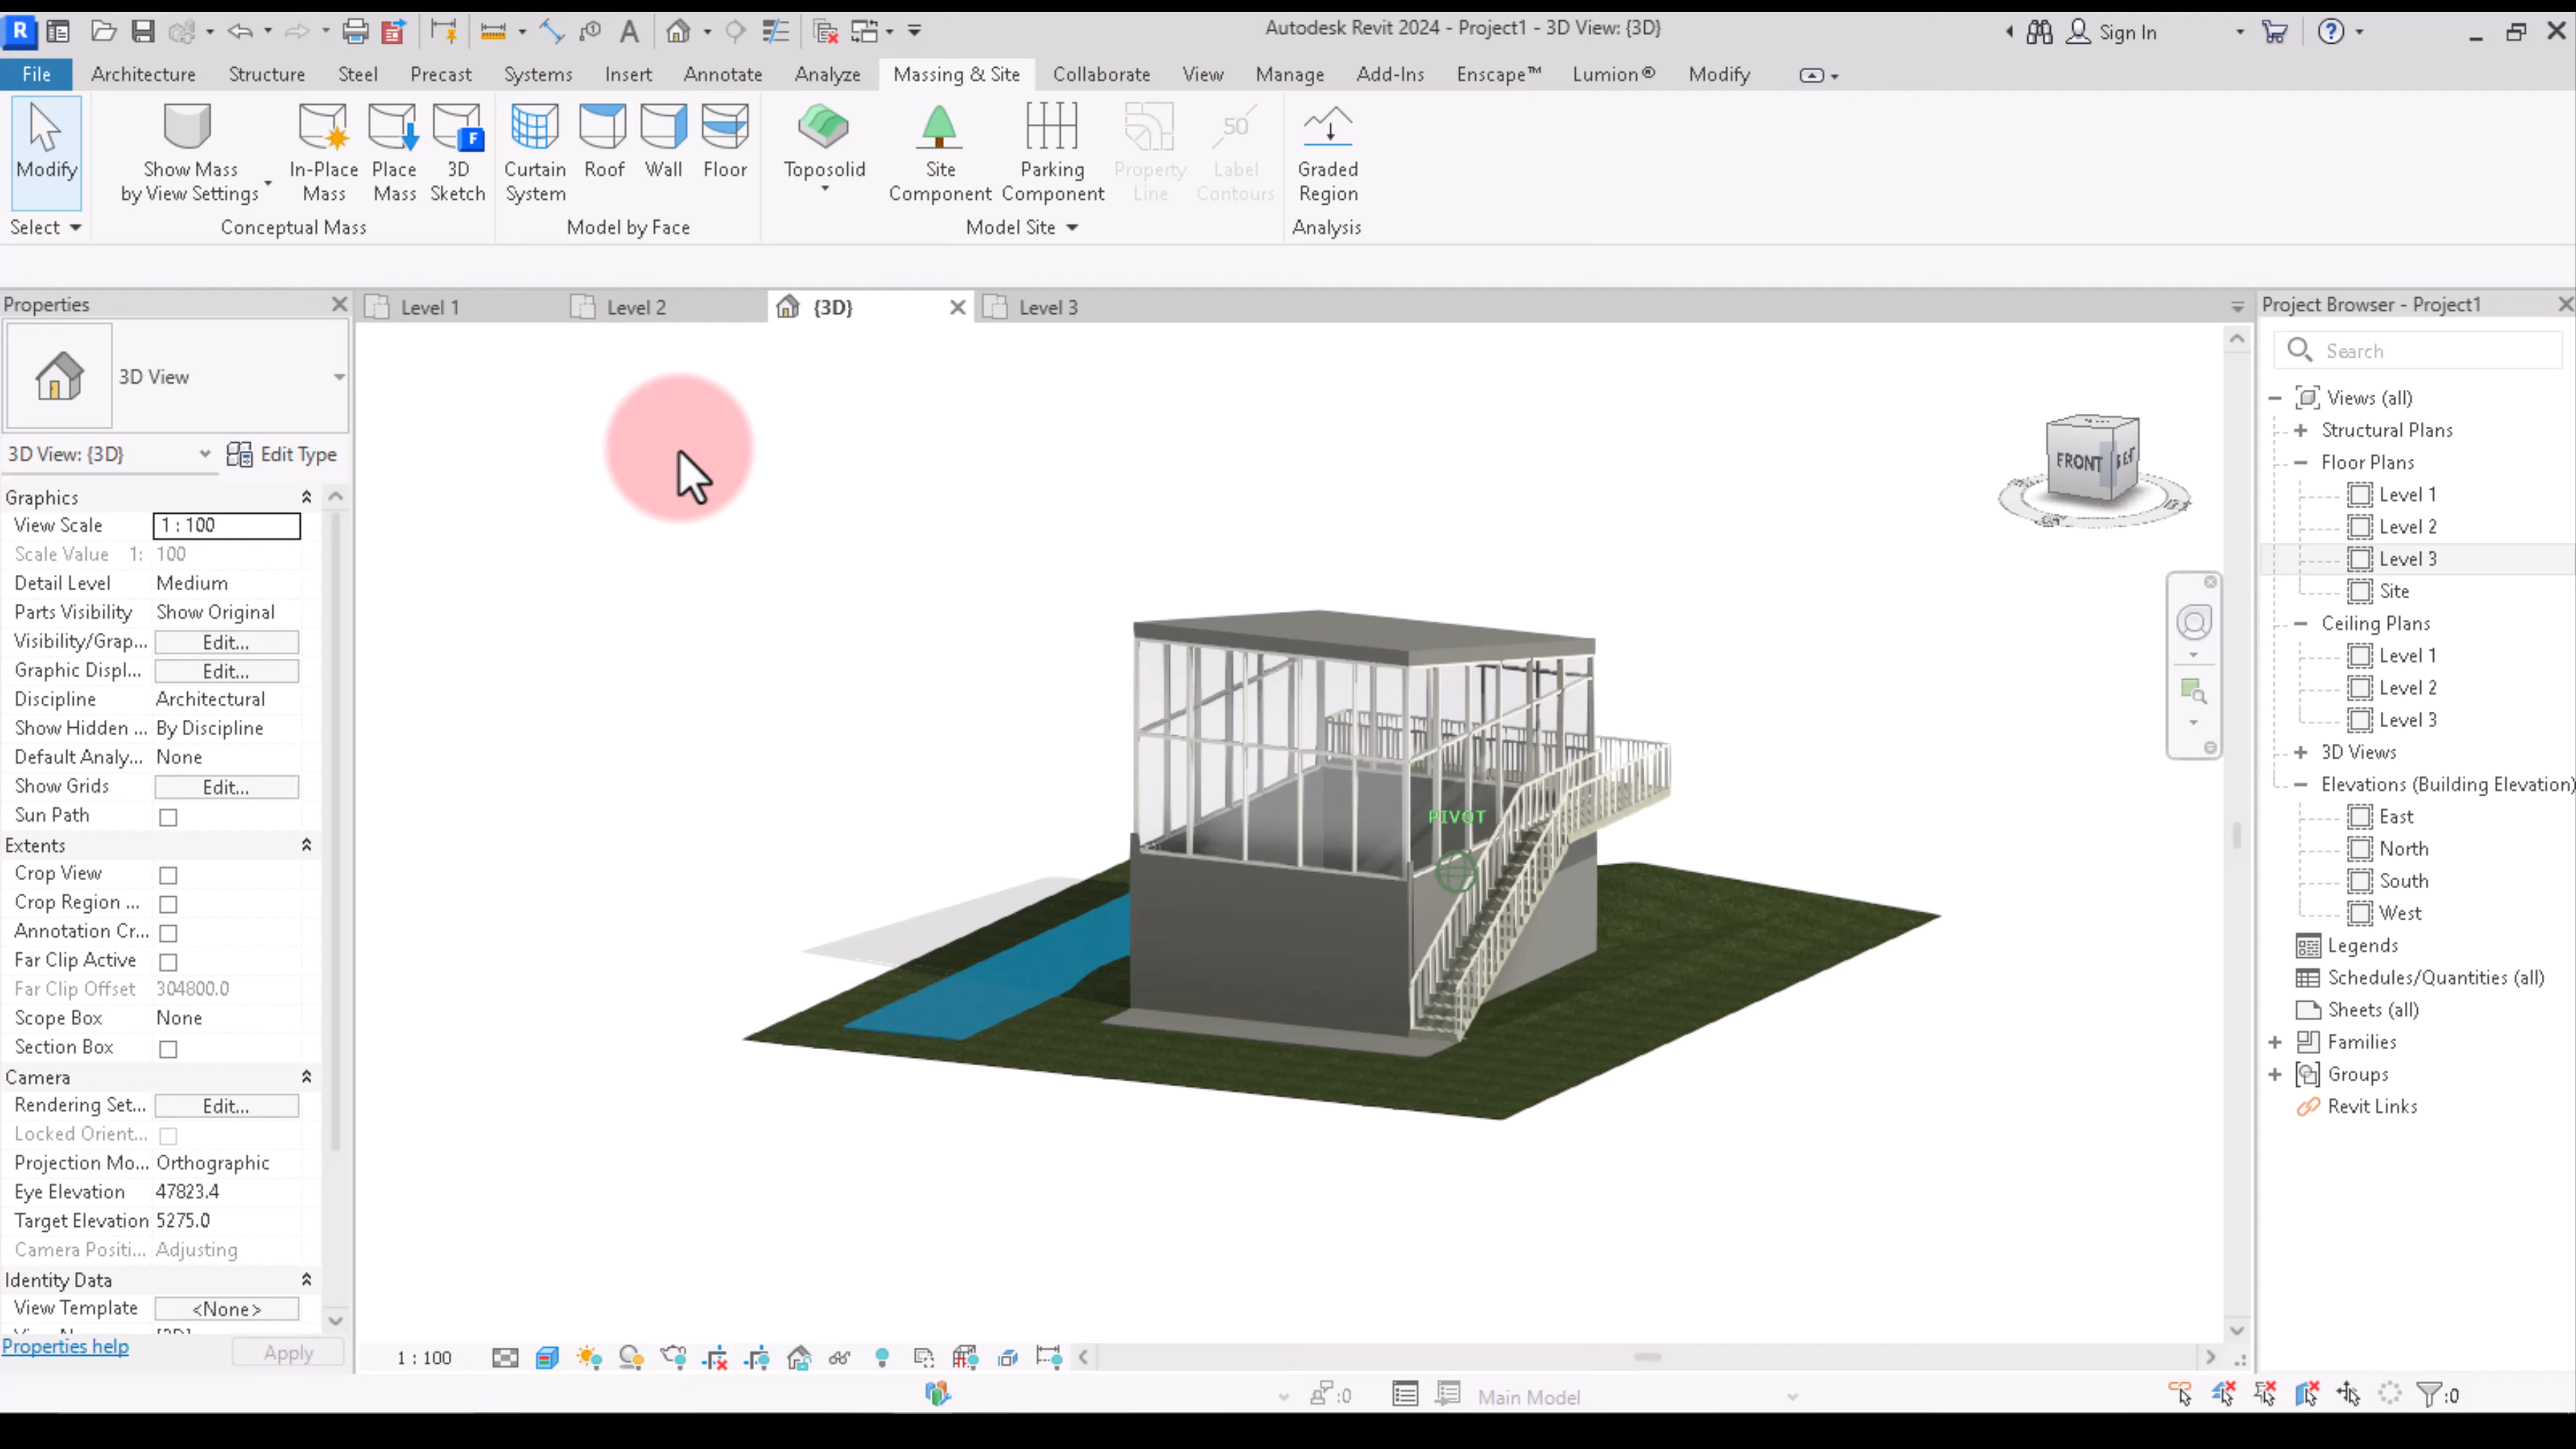 Autodesk Revit 2024 - Project1 - 3D View: {3D}
Sign In
File Architecture Structure Steel Precast Systems Insert Annotate Analyze Massing & Site Collaborate View Manage Add-Ins Enscape™ Lumion® Modify
Modify
Show Mass
by View Settings
In-Place
Mass
Place
Mass
3D
Sketch
Curtain
System
Roof
Wall
Floor
Toposolid
Site
Component
Parking
Component
Property
Line
50
Label
Contours
Graded
Region
Select
Conceptual Mass
Model by Face
Model Site
Analysis
Properties
3D View
3D View: {3D}
Edit Type
Graphics
View Scale 1 : 100
Scale Value 1: 100
Detail Level Medium
Parts Visibility Show Original
Visibility/Grap... Edit...
Graphic Displ... Edit...
Discipline Architectural
Show Hidden ... By Discipline
Default Analy... None
Show Grids Edit...
Sun Path
Extents
Crop View
Crop Region ...
Annotation Cr...
Far Clip Active
Far Clip Offset 304800.0
Scope Box None
Section Box
Camera
Rendering Set... Edit...
Locked Orient...
Projection Mo... Orthographic
Eye Elevation 47823.4
Target Elevation 5275.0
Camera Positi... Adjusting
Identity Data
View Template <None>
Properties help
Apply
Level 1
Level 2
{3D}
Level 3
FRONT
PIVOT
1 : 100
:0
Main Model
:0
Project Browser - Project1
Search
Views (all)
Structural Plans
Floor Plans
Level 1
Level 2
Level 3
Site
Ceiling Plans
Level 1
Level 2
Level 3
3D Views
Elevations (Building Elevation)
East
North
South
West
Legends
Schedules/Quantities (all)
Sheets (all)
Families
Groups
Revit Links